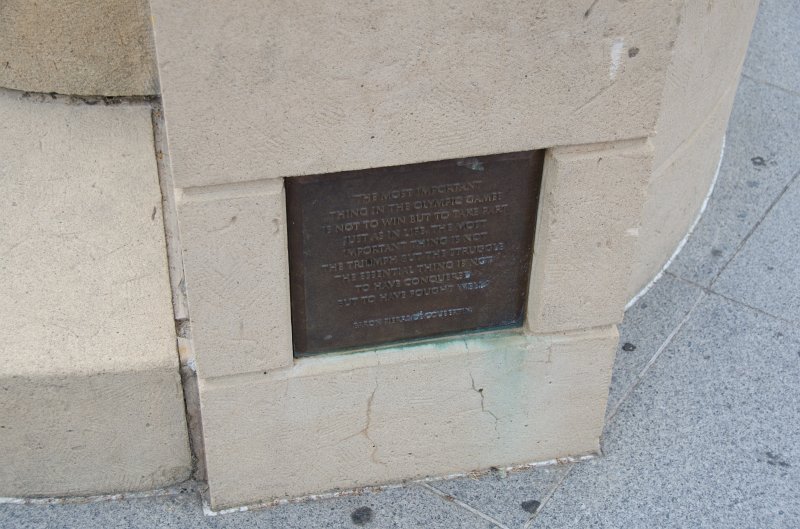 THE MOST IMPORTANT
THING IN THE OLYMPIC GAMES
IS NOT TO WIN BUT TO TAKE PART
JUST AS IN LIFE, THE MOST
IMPORTANT THING IS NOT
THE TRIUMPH BUT THE STRUGGLE
THE ESSENTIAL THING IS NOT
TO HAVE CONQUERED
BUT TO HAVE FOUGHT WELL
BARON PIERRE DE COUBERTIN